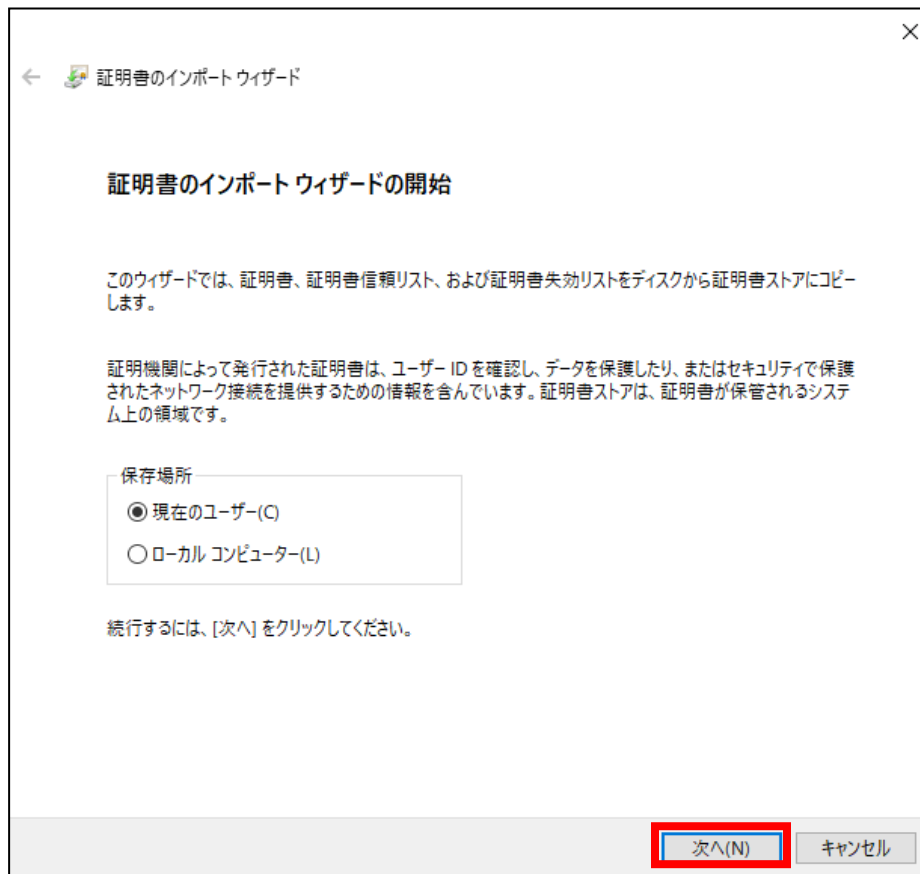 証明書のインポート ウィザード
証明書のインポート ウィザードの開始
このウィザードでは、証明書、証明書信頼リスト、および証明書失効リストをディスクから証明書ストアにコピー
します。
証明機関によって発行された証明書は、ユーザー ID を確認し、データを保護したり、またはセキュリティで保護
されたネットワーク接続を提供するための情報を含んでいます。証明書ストアは、証明書が保管されるシステ
ム上の領域です。
保存場所
現在のユーザー(C)
ローカル コンピューター(L)
続行するには、[次へ] をクリックしてください。
次へ(N)
キャンセル